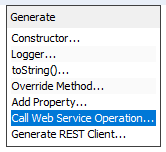 Generate
Constructor...
Logger...
toString()...
Override Method...
Add Property...
Call Web Service Operation...
Generate REST Client...